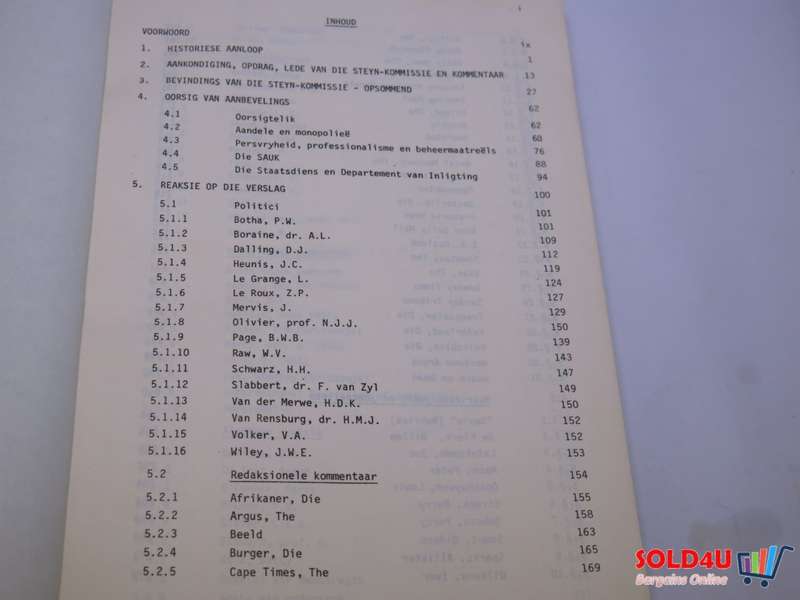 i
INHOUD
VOORWOORD ix
1. HISTORIESE AANLOOP 1
2. AANKONDIGING, OPDRAG, LEDE VAN DIE STEYN-KOMMISSIE EN KOMMENTAAR 13
3. BEVINDINGS VAN DIE STEYN-KOMMISSIE - OPSOMMEND 27
4. OORSIG VAN AANBEVELINGS 62
4.1 Oorsigtelik 62
4.2 Aandele en monopolieë 60
4.3 Persvryheid, professionalisme en beheermaatreëls 76
4.4 Die SAUK 88
4.5 Die Staatsdiens en Departement van Inligting 94
5. REAKSIE OP DIE VERSLAG 100
5.1 Politici 101
5.1.1 Botha, P.W. 101
5.1.2 Boraine, dr. A.L. 109
5.1.3 Dalling, D.J. 112
5.1.4 Heunis, J.C. 119
5.1.5 Le Grange, L. 124
5.1.6 Le Roux, Z.P. 127
5.1.7 Mervis, J. 129
5.1.8 Olivier, prof. N.J.J. 150
5.1.9 Page, B.W.B. 139
5.1.10 Raw, W.V. 143
5.1.11 Schwarz, H.H. 147
5.1.12 Slabbert, dr. F. van Zyl 149
5.1.13 Van der Merwe, H.D.K. 150
5.1.14 Van Rensburg, dr. H.M.J. 152
5.1.15 Volker, V.A. 152
5.1.16 Wiley, J.W.E. 153
5.2 Redaksionele kommentaar 154
5.2.1 Afrikaner, Die 155
5.2.2 Argus, The 158
5.2.3 Beeld 163
5.2.4 Burger, Die 165
5.2.5 Cape Times, The 169
SOLD4U
Bargains Online